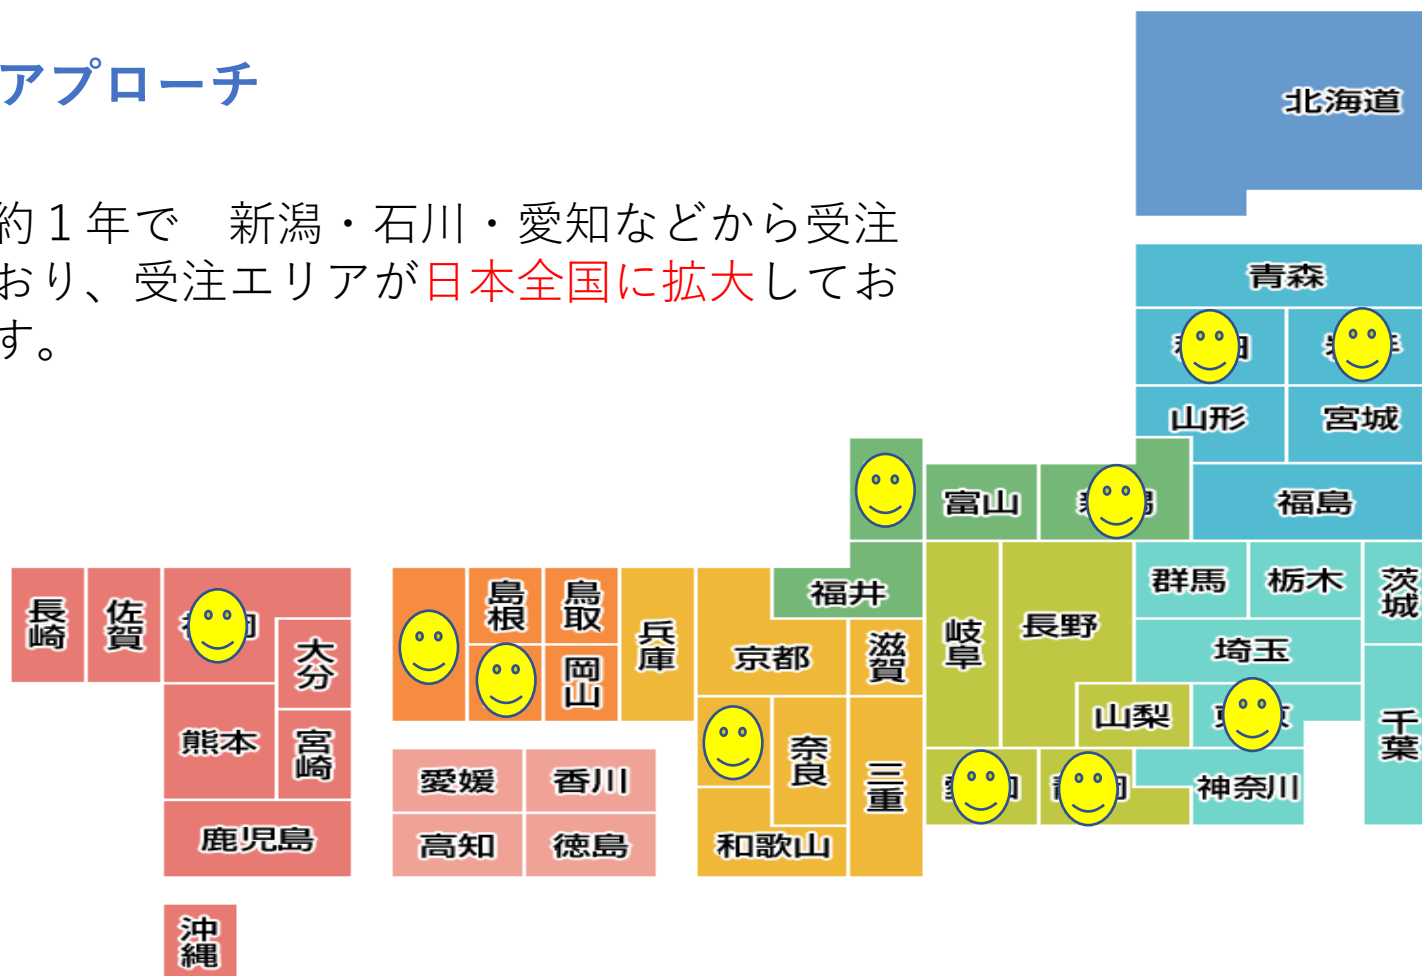 アプローチ
約１年で　新潟・石川・愛知などから受注
おり、受注エリアが日本全国に拡大してお
す。
北海道
青森
山形
宮城
富山
福島
群馬
栃木
茨城
長崎
佐賀
大分
島根
鳥取
兵庫
福井
京都
滋賀
岐阜
長野
埼玉
岡山
山梨
千葉
熊本
宮崎
奈良
三重
神奈川
愛媛
香川
鹿児島
高知
徳島
和歌山
沖縄